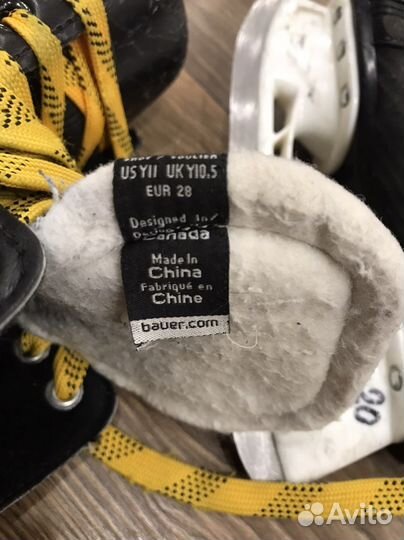 US Y11 UK Y10.5
EUR 28
Designed in/
Canada
Made in
China
Fabriqué en
Chine
bauer.com
Avito